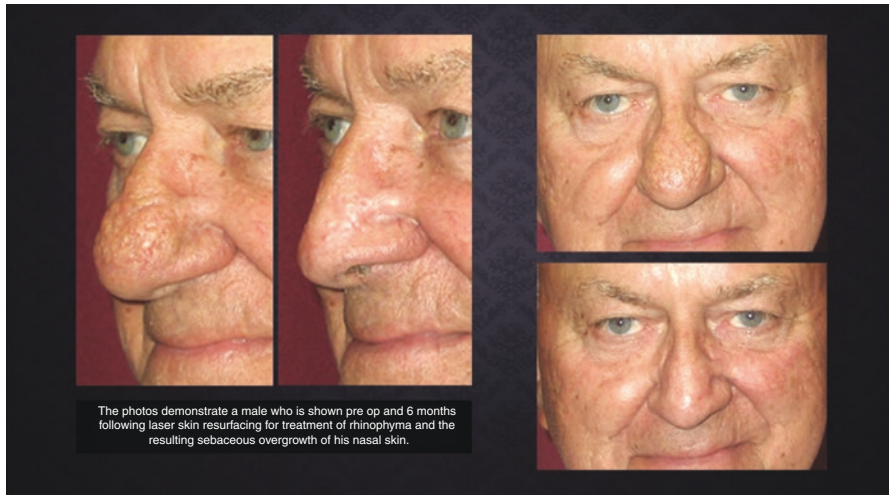 The photos demonstrate a male who is shown pre op and 6 months
following laser skin resurfacing for treatment of rhinophyma and the
resulting sebaceous overgrowth of his nasal skin.